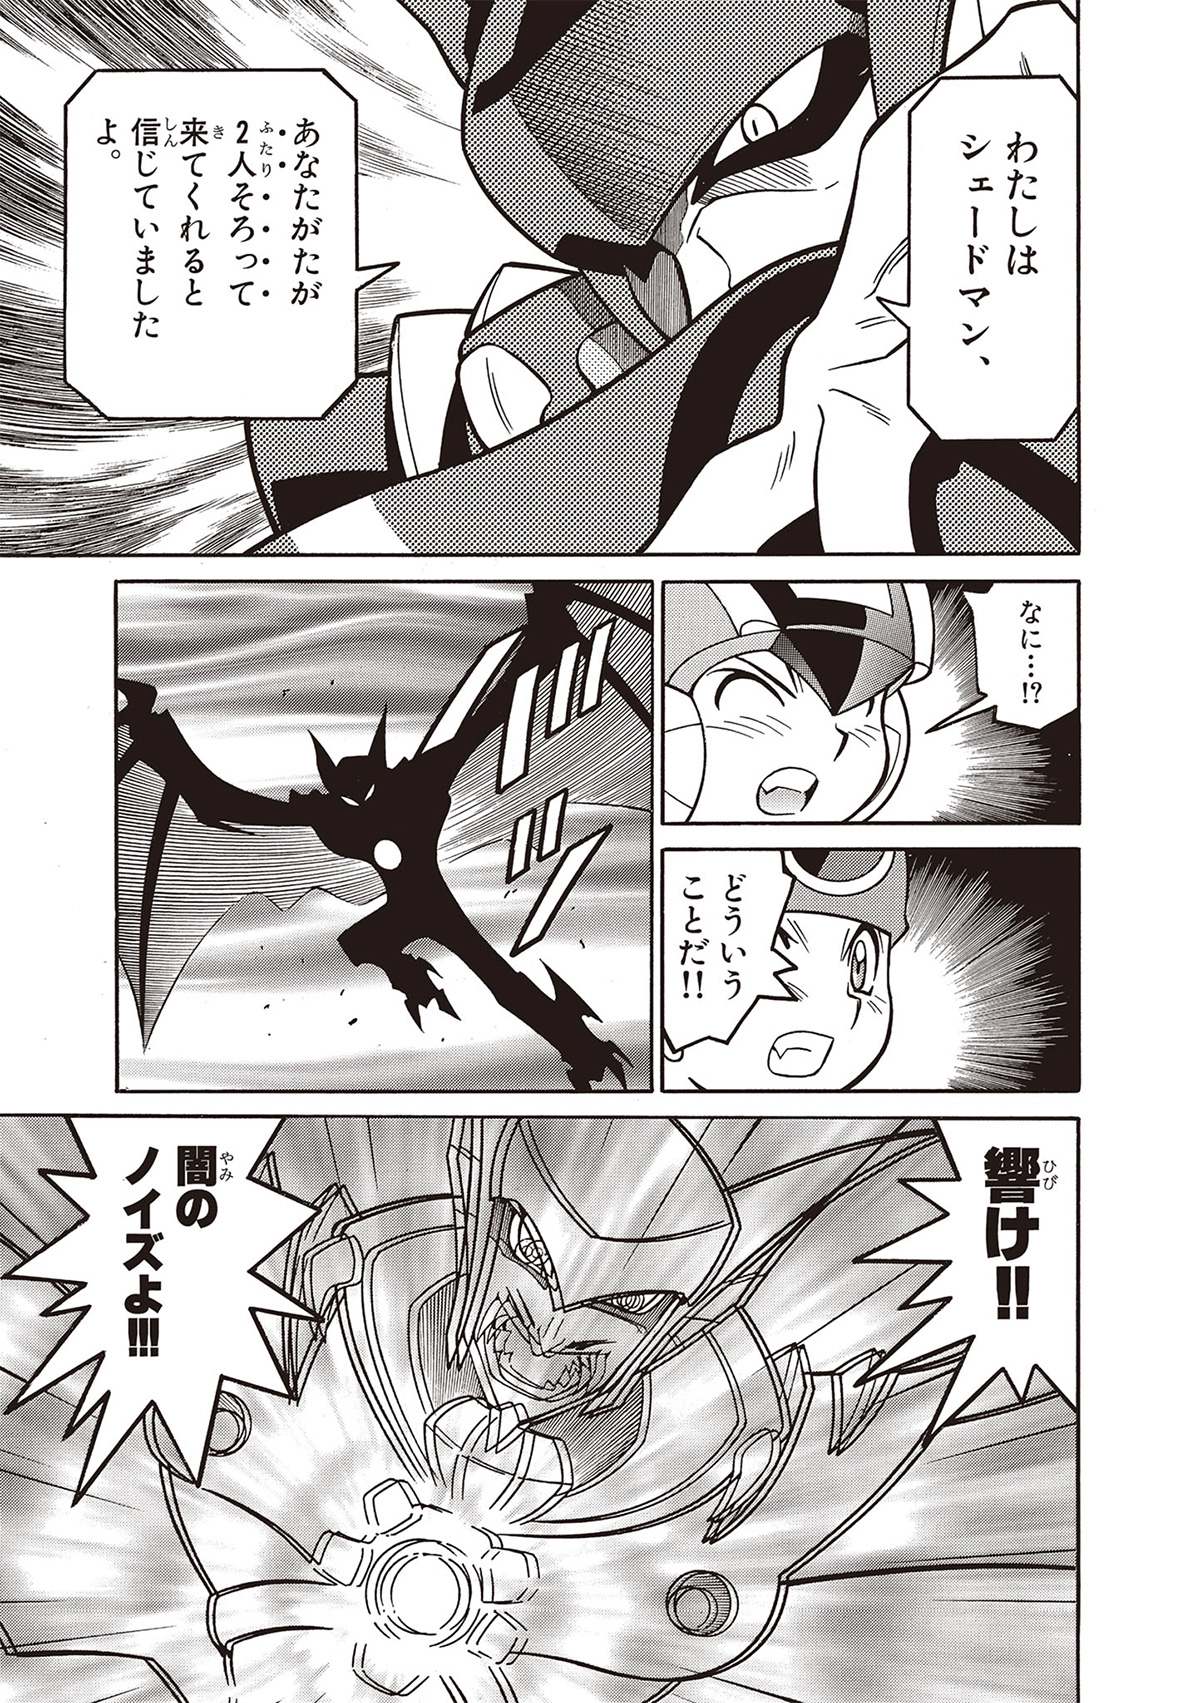 わたしは
シェードマン、
あなたがたが
2人そろって
来てくれると
信じていました
よ。
なに…!?
どういう
ことだ!!
響け!!
闇の
ノイズよ!!!